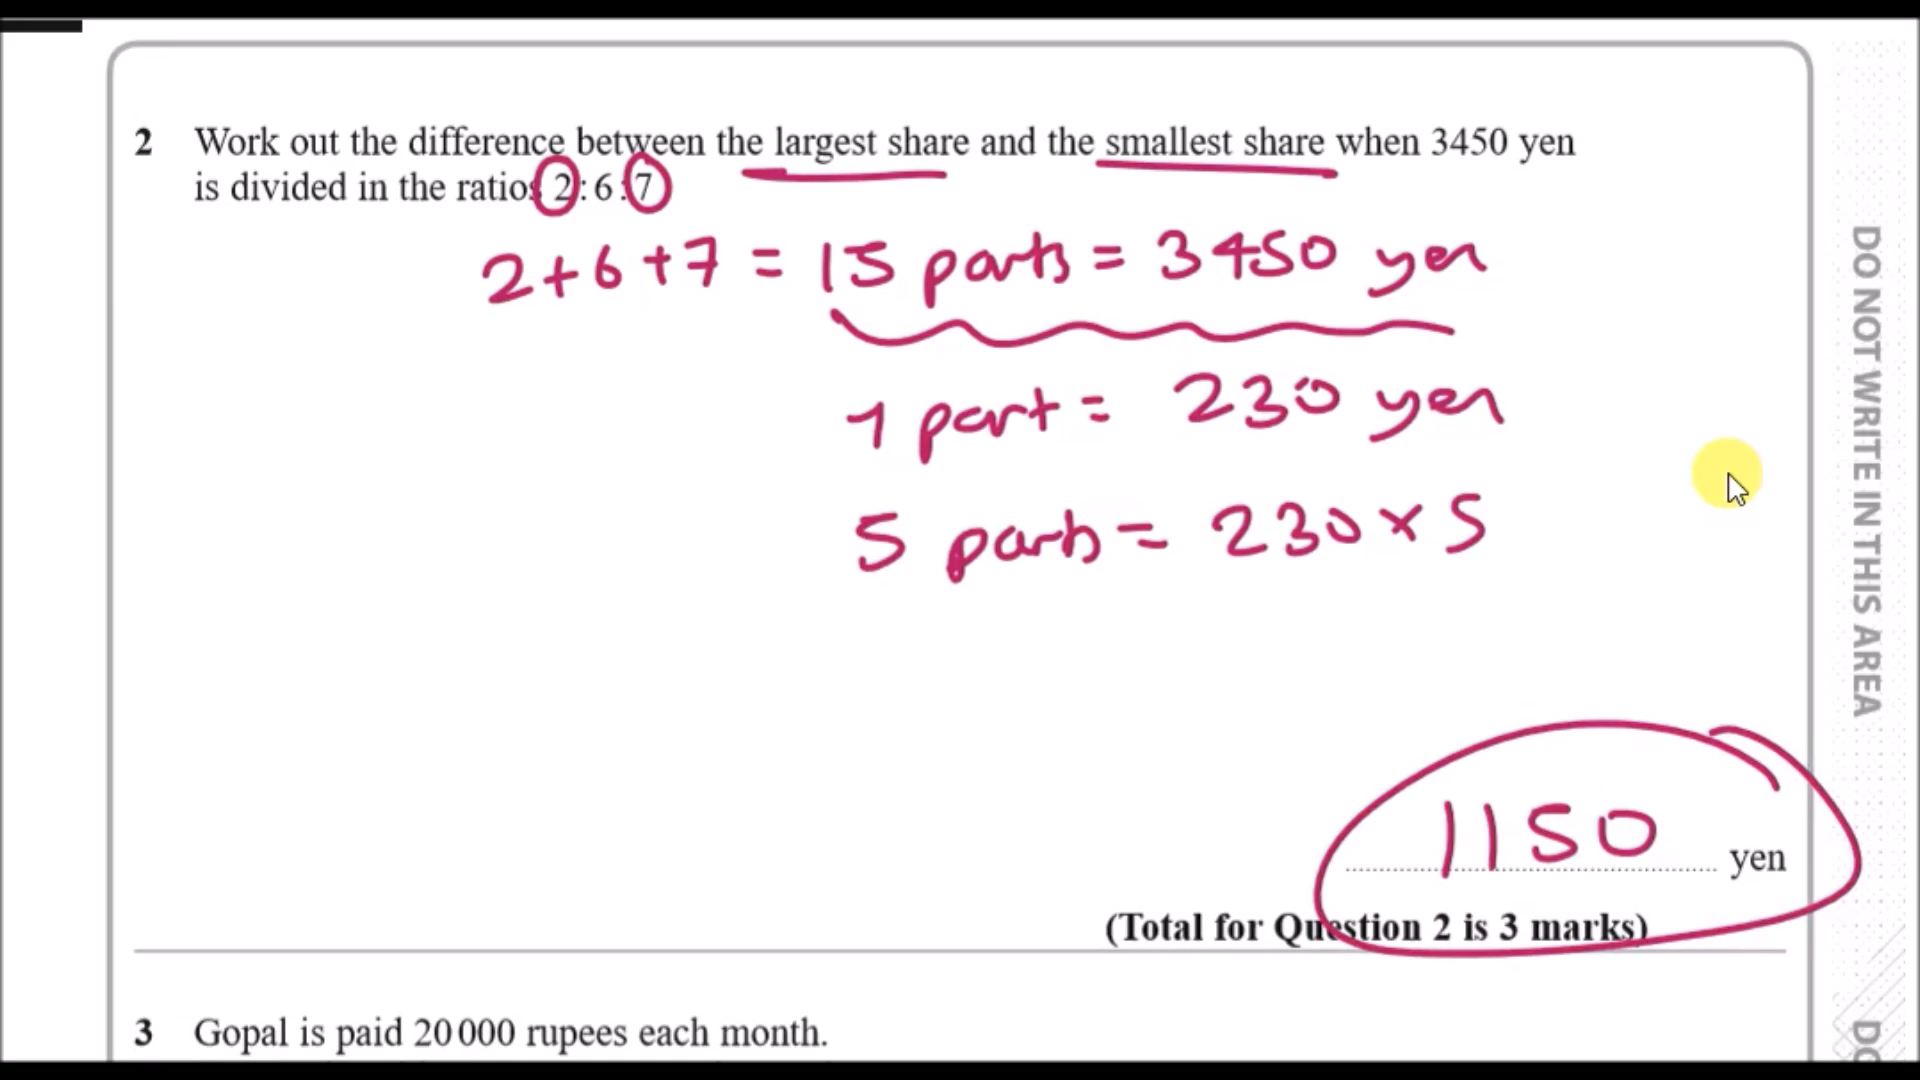 2 Work out the difference between the largest share and the smallest share when 3450 yen
is divided in the ratios 2 : 6 : 7
2+6+7 = 15 parts = 3450 yen
1 part = 230 yen
5 parts = 230 × 5
1150 yen
(Total for Question 2 is 3 marks)
3 Gopal is paid 20 000 rupees each month.
DO NOT WRITE IN THIS AREA
DO